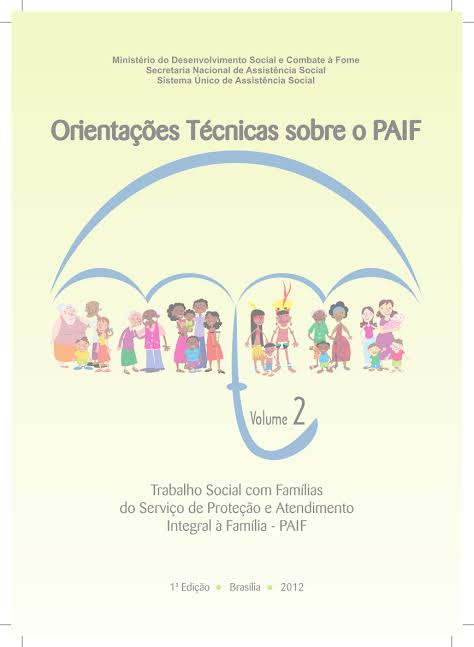 Ministério do Desenvolvimento Social e Combate à Fome
Secretaria Nacional de Assistência Social
Sistema Único de Assistência Social
Orientações Técnicas sobre o PAIF
Volume 2
Trabalho Social com Famílias
do Serviço de Proteção e Atendimento
Integral à Família - PAIF
1ª Edição • Brasília • 2012